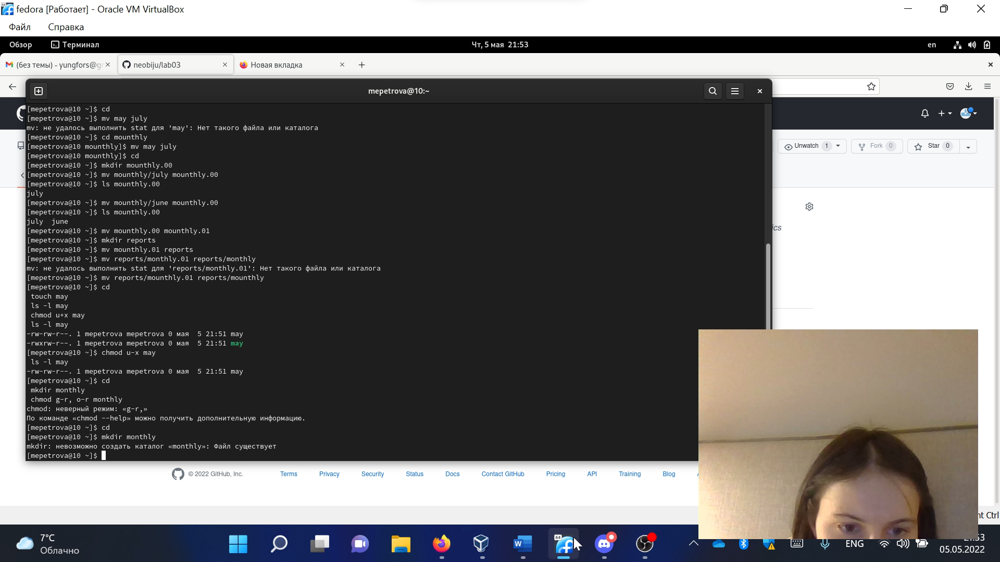 fedora [Работает] - Oracle VM VirtualBox
Файл Справка
Обзор Терминал Чт, 5 мая 21:53 en
(без темы) - yungfors@gr neobiju/lab03 Новая вкладка
mepetrova@10:~
[mepetrova@10 ~]$ cd
[mepetrova@10 ~]$ mv may july
mv: не удалось выполнить stat для 'may': Нет такого файла или каталога
[mepetrova@10 ~]$ cd mounthly
[mepetrova@10 mounthly]$ mv may july
[mepetrova@10 mounthly]$ cd
[mepetrova@10 ~]$ mkdir mounthly.00
[mepetrova@10 ~]$ mv mounthly/july mounthly.00
[mepetrova@10 ~]$ ls mounthly.00
july
[mepetrova@10 ~]$ mv mounthly/june mounthly.00
[mepetrova@10 ~]$ ls mounthly.00
july june
[mepetrova@10 ~]$ mv mounthly.00 mounthly.01
[mepetrova@10 ~]$ mkdir reports
[mepetrova@10 ~]$ mv mounthly.01 reports
[mepetrova@10 ~]$ mv reports/monthly.01 reports/monthly
mv: не удалось выполнить stat для 'reports/monthly.01': Нет такого файла или каталога
[mepetrova@10 ~]$ mv reports/mounthly.01 reports/mounthly
[mepetrova@10 ~]$ cd
touch may
ls -l may
chmod u+x may
ls -l may
-rw-rw-r--. 1 mepetrova mepetrova 0 мая 5 21:51 may
-rwxrw-r--. 1 mepetrova mepetrova 0 мая 5 21:51 may
[mepetrova@10 ~]$ chmod u-x may
ls -l may
-rw-rw-r--. 1 mepetrova mepetrova 0 мая 5 21:51 may
[mepetrova@10 ~]$ cd
mkdir monthly
chmod g-r, o-r monthly
chmod: неверный режим: «g-r,»
По команде «chmod --help» можно получить дополнительную информацию.
[mepetrova@10 ~]$ cd
[mepetrova@10 ~]$ mkdir monthly
mkdir: невозможно создать каталог «monthly»: Файл существует
[mepetrova@10 ~]$
Unwatch 1 Fork 0 Star 0
ics
© 2022 GitHub, Inc. Terms Privacy Security Status Docs Contact GitHub Pricing API Training Blog
nt Ctrl
7°C
Облачно
64
W
ENG
05.05.2022